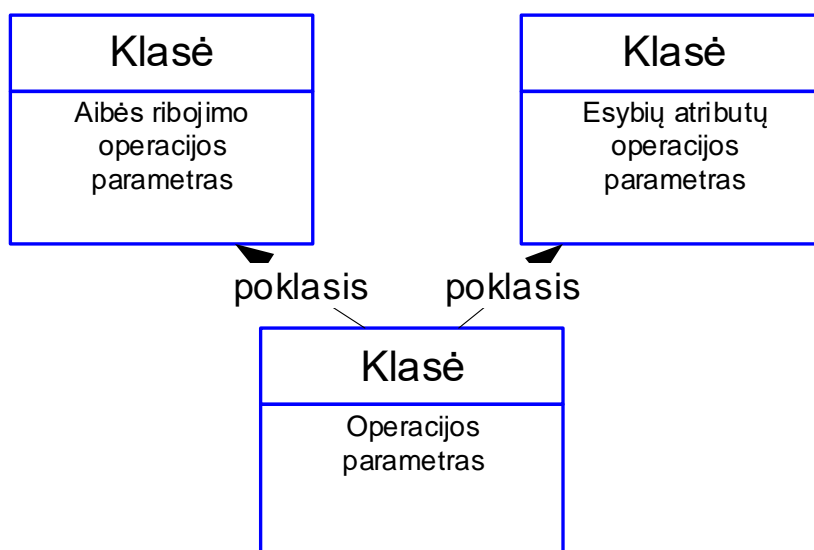 Klasė
Aibės ribojimo
operacijos
parametras
Klasė
Esybių atributų
operacijos
parametras
poklasis
poklasis
Klasė
Operacijos
parametras